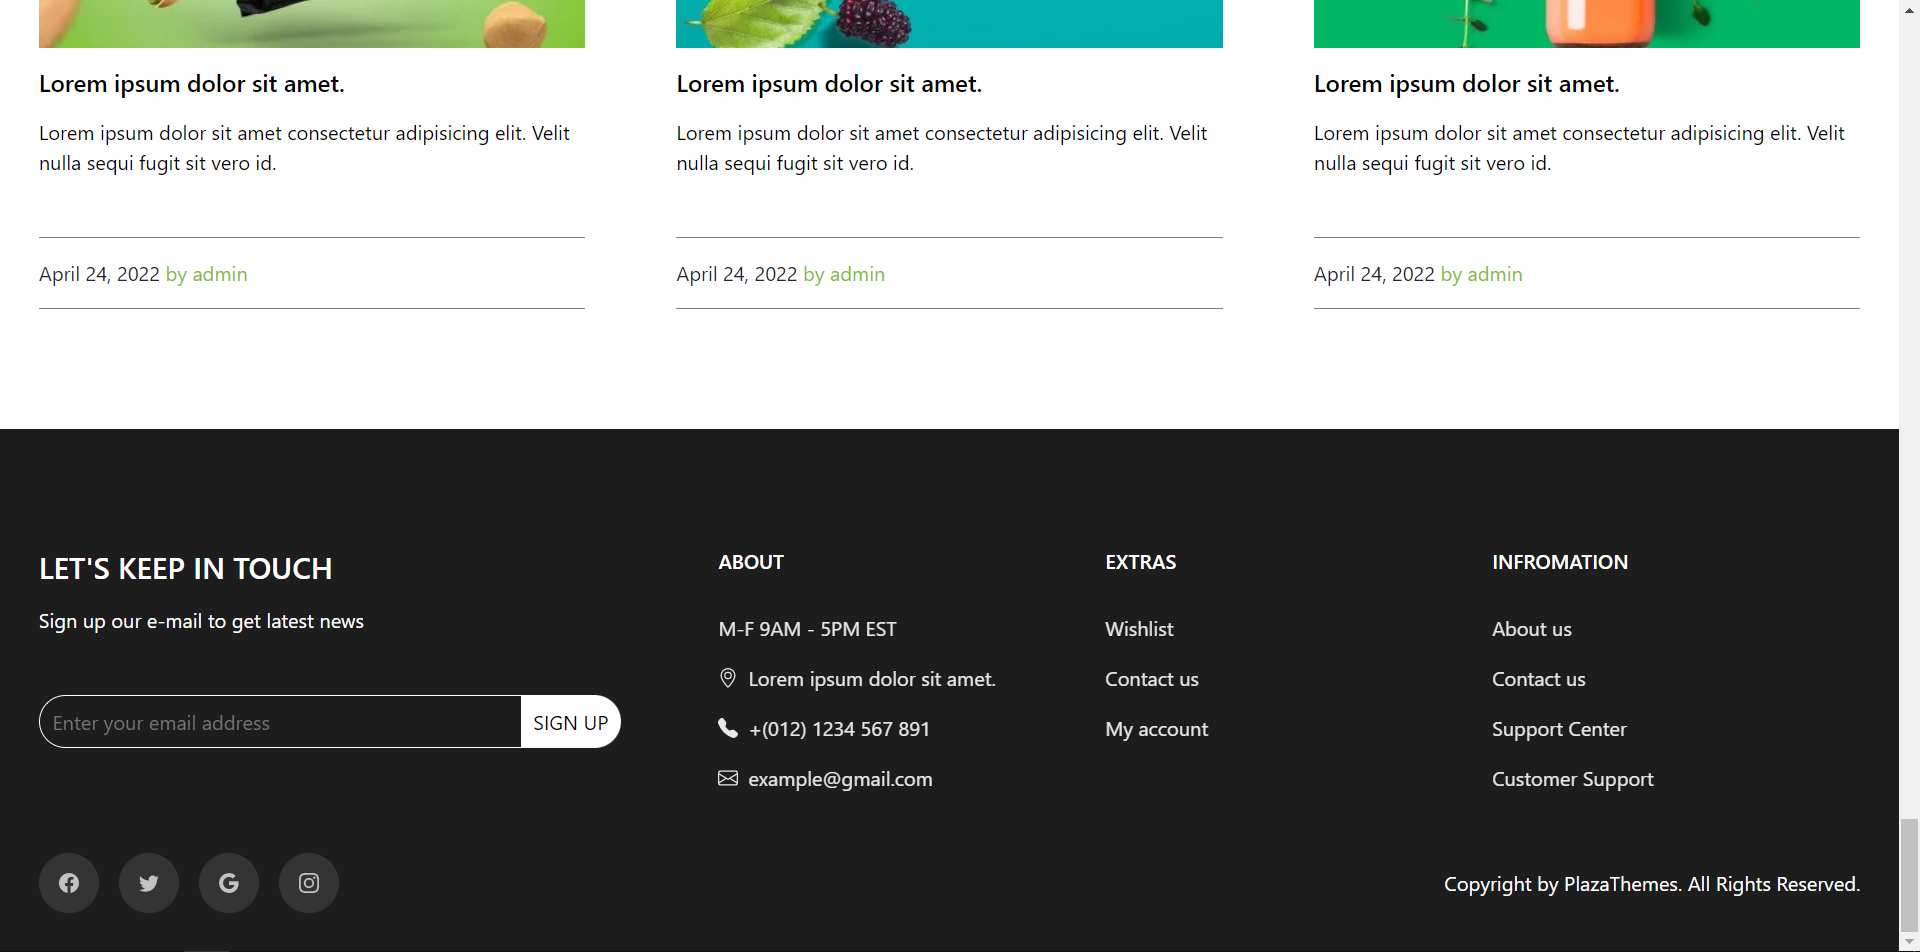 Lorem ipsum dolor sit amet.
Lorem ipsum dolor sit amet consectetur adipisicing elit. Velit
nulla sequi fugit sit vero id.
April 24, 2022 by admin
Lorem ipsum dolor sit amet.
Lorem ipsum dolor sit amet consectetur adipisicing elit. Velit
nulla sequi fugit sit vero id.
April 24, 2022 by admin
Lorem ipsum dolor sit amet.
Lorem ipsum dolor sit amet consectetur adipisicing elit. Velit
nulla sequi fugit sit vero id.
April 24, 2022 by admin
LET'S KEEP IN TOUCH
Sign up our e-mail to get latest news
Enter your email address
SIGN UP
ABOUT
M-F 9AM - 5PM EST
Lorem ipsum dolor sit amet.
+(012) 1234 567 891
example@gmail.com
EXTRAS
Wishlist
Contact us
My account
INFROMATION
About us
Contact us
Support Center
Customer Support
Copyright by PlazaThemes. All Rights Reserved.